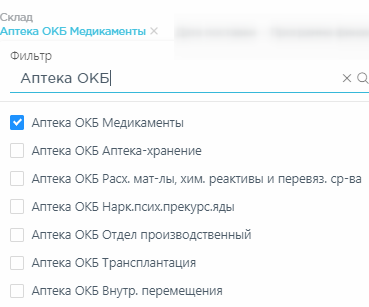 Склад
Аптека ОКБ Медикаменты ×
Фильтр
Аптека ОКБ
Аптека ОКБ Медикаменты
Аптека ОКБ Аптека-хранение
Аптека ОКБ Расх. мат-лы, хим. реактивы и перевяз. ср-ва
Аптека ОКБ Нарк.псих.прекурс.яды
Аптека ОКБ Отдел производственный
Аптека ОКБ Трансплантация
Аптека ОКБ Внутр. перемещения